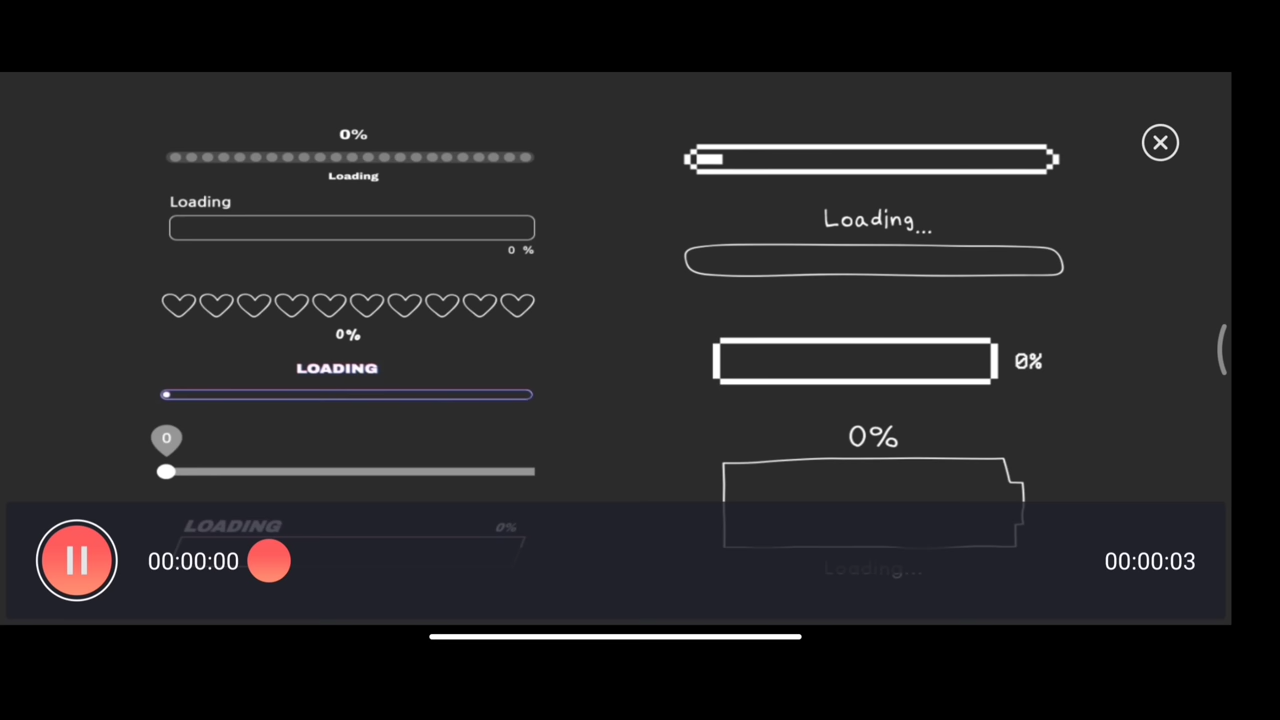 0%
Loading
Loading
0 %
0%
LOADING
0
LOADING 0%
Loading...
0%
0%
Loading...
00:00:00
00:00:03